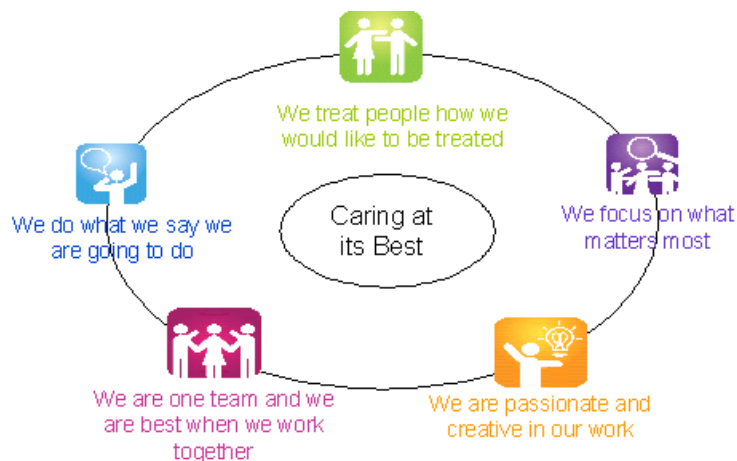 We treat people how we
would like to be treated
We focus on what
matters most
We are passionate and
creative in our work
We are one team and we
are best when we work
together
We do what we say we
are going to do
Caring at
its Best